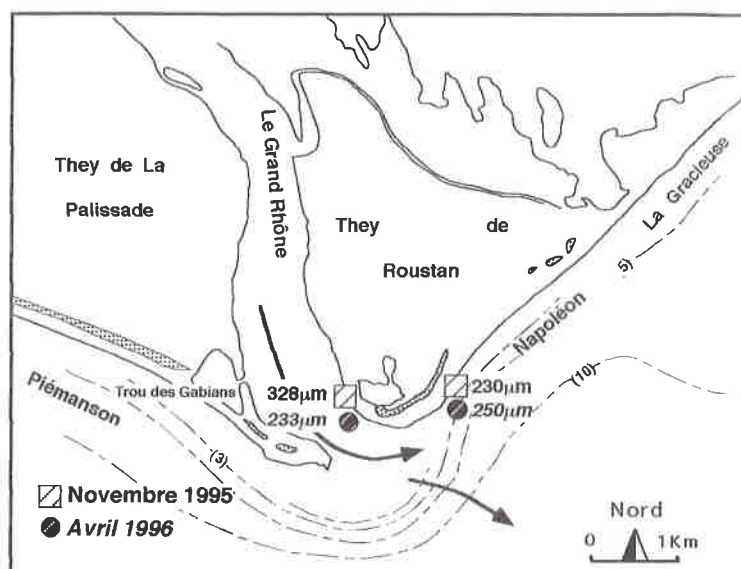 They de La
Palissade
Le Grand Rhône
They de
Roustan
La Gracieuse
5)
Napoléon
(10)
Piémanson
Trou des Gabians
(3)
328µm
233µm
230µm
250µm
Novembre 1995
Avril 1996
Nord
0 1Km